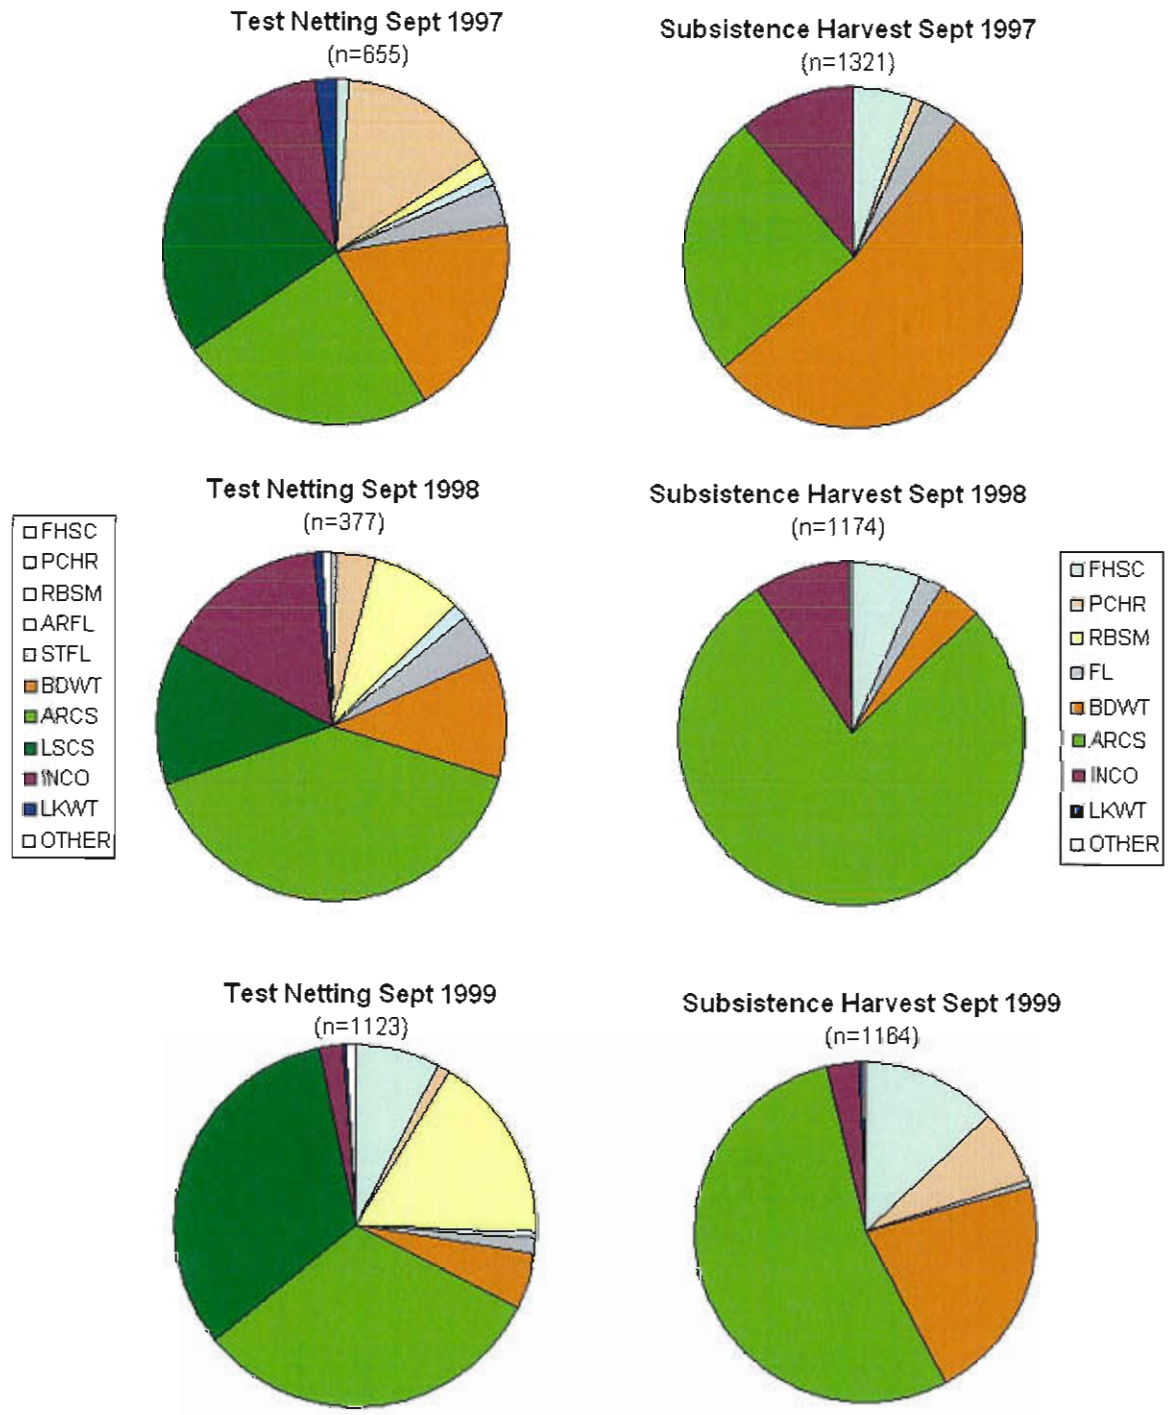 Test Netting Sept 1997
(n=655)
Subsistence Harvest Sept 1997
(n=1321)
Test Netting Sept 1998
(n=377)
Subsistence Harvest Sept 1998
(n=1174)
FHSC
PCHR
RBSM
ARFL
STFL
BDWT
ARCS
LSCS
INCO
LKWT
OTHER
FHSC
PCHR
RBSM
FL
BDWT
ARCS
INCO
LKWT
OTHER
Test Netting Sept 1999
(n=1123)
Subsistence Harvest Sept 1999
(n=1164)